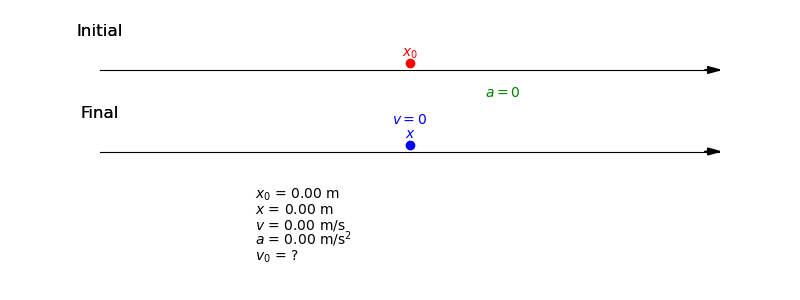 Initial
x₀
a = 0
Final
v = 0
x
x₀ = 0.00 m
x = 0.00 m
v = 0.00 m/s
a = 0.00 m/s²
v₀ = ?